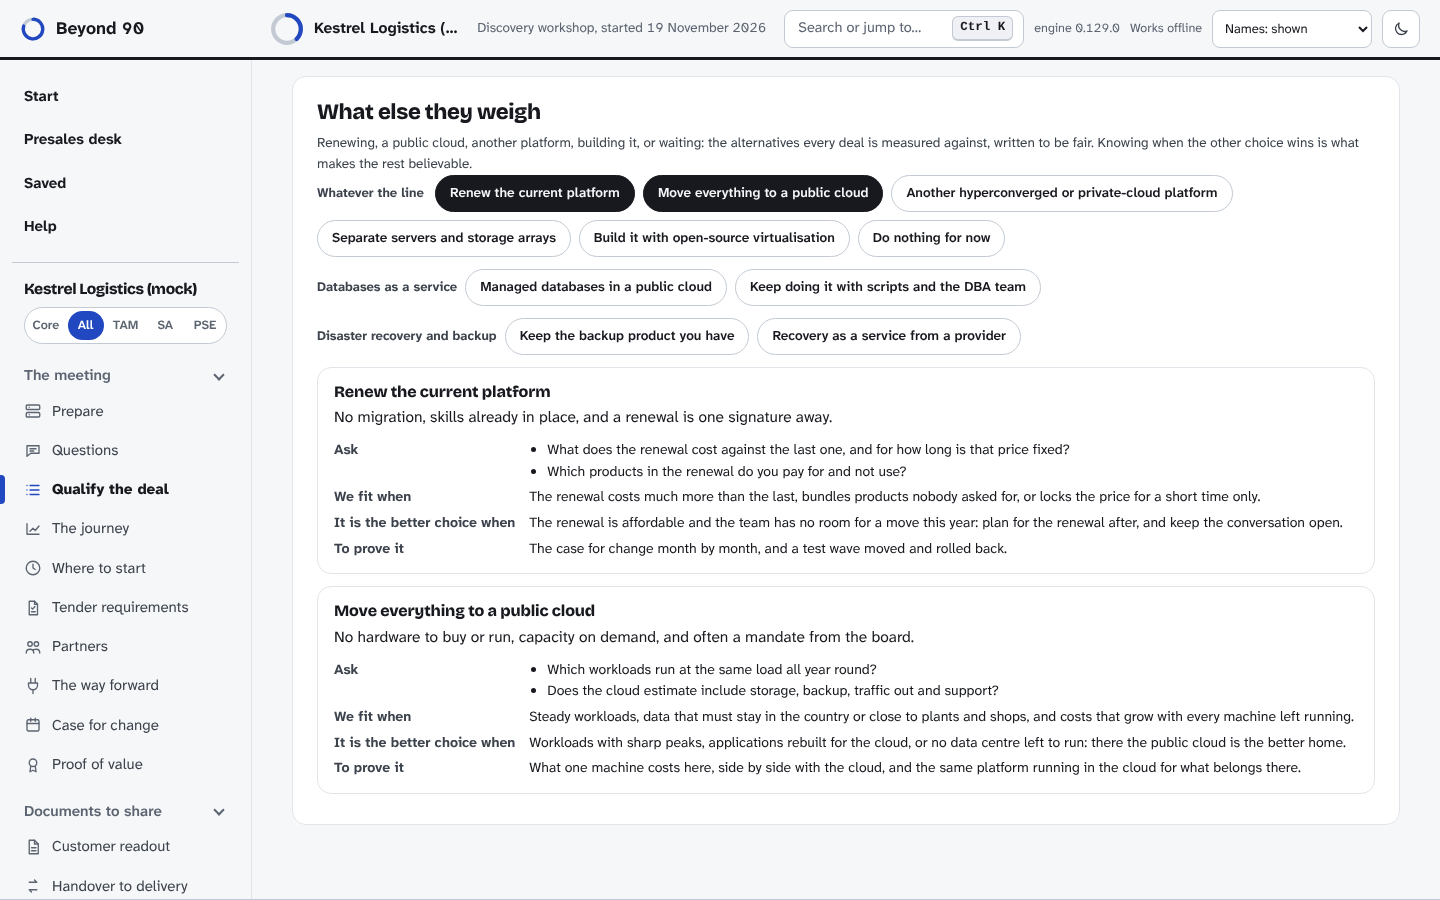 Beyond 90
Kestrel Logistics (...
Discovery workshop, started 19 November 2026
Search or jump to...
Ctrl K
engine 0.129.0
Works offline
Names: shown
Start
Presales desk
Saved
Help
Kestrel Logistics (mock)
Core
All
TAM
SA
PSE
The meeting
Prepare
Questions
Qualify the deal
The journey
Where to start
Tender requirements
Partners
The way forward
Case for change
Proof of value
Documents to share
Customer readout
Handover to delivery
What else they weigh
Renewing, a public cloud, another platform, building it, or waiting: the alternatives every deal is measured against, written to be fair. Knowing when the other choice wins is what
makes the rest believable.
Whatever the line
Renew the current platform
Move everything to a public cloud
Another hyperconverged or private-cloud platform
Separate servers and storage arrays
Build it with open-source virtualisation
Do nothing for now
Databases as a service
Managed databases in a public cloud
Keep doing it with scripts and the DBA team
Disaster recovery and backup
Keep the backup product you have
Recovery as a service from a provider
Renew the current platform
No migration, skills already in place, and a renewal is one signature away.
Ask
• What does the renewal cost against the last one, and for how long is that price fixed?
• Which products in the renewal do you pay for and not use?
We fit when
The renewal costs much more than the last, bundles products nobody asked for, or locks the price for a short time only.
It is the better choice when
The renewal is affordable and the team has no room for a move this year: plan for the renewal after, and keep the conversation open.
To prove it
The case for change month by month, and a test wave moved and rolled back.
Move everything to a public cloud
No hardware to buy or run, capacity on demand, and often a mandate from the board.
Ask
• Which workloads run at the same load all year round?
• Does the cloud estimate include storage, backup, traffic out and support?
We fit when
Steady workloads, data that must stay in the country or close to plants and shops, and costs that grow with every machine left running.
It is the better choice when
Workloads with sharp peaks, applications rebuilt for the cloud, or no data centre left to run: there the public cloud is the better home.
To prove it
What one machine costs here, side by side with the cloud, and the same platform running in the cloud for what belongs there.